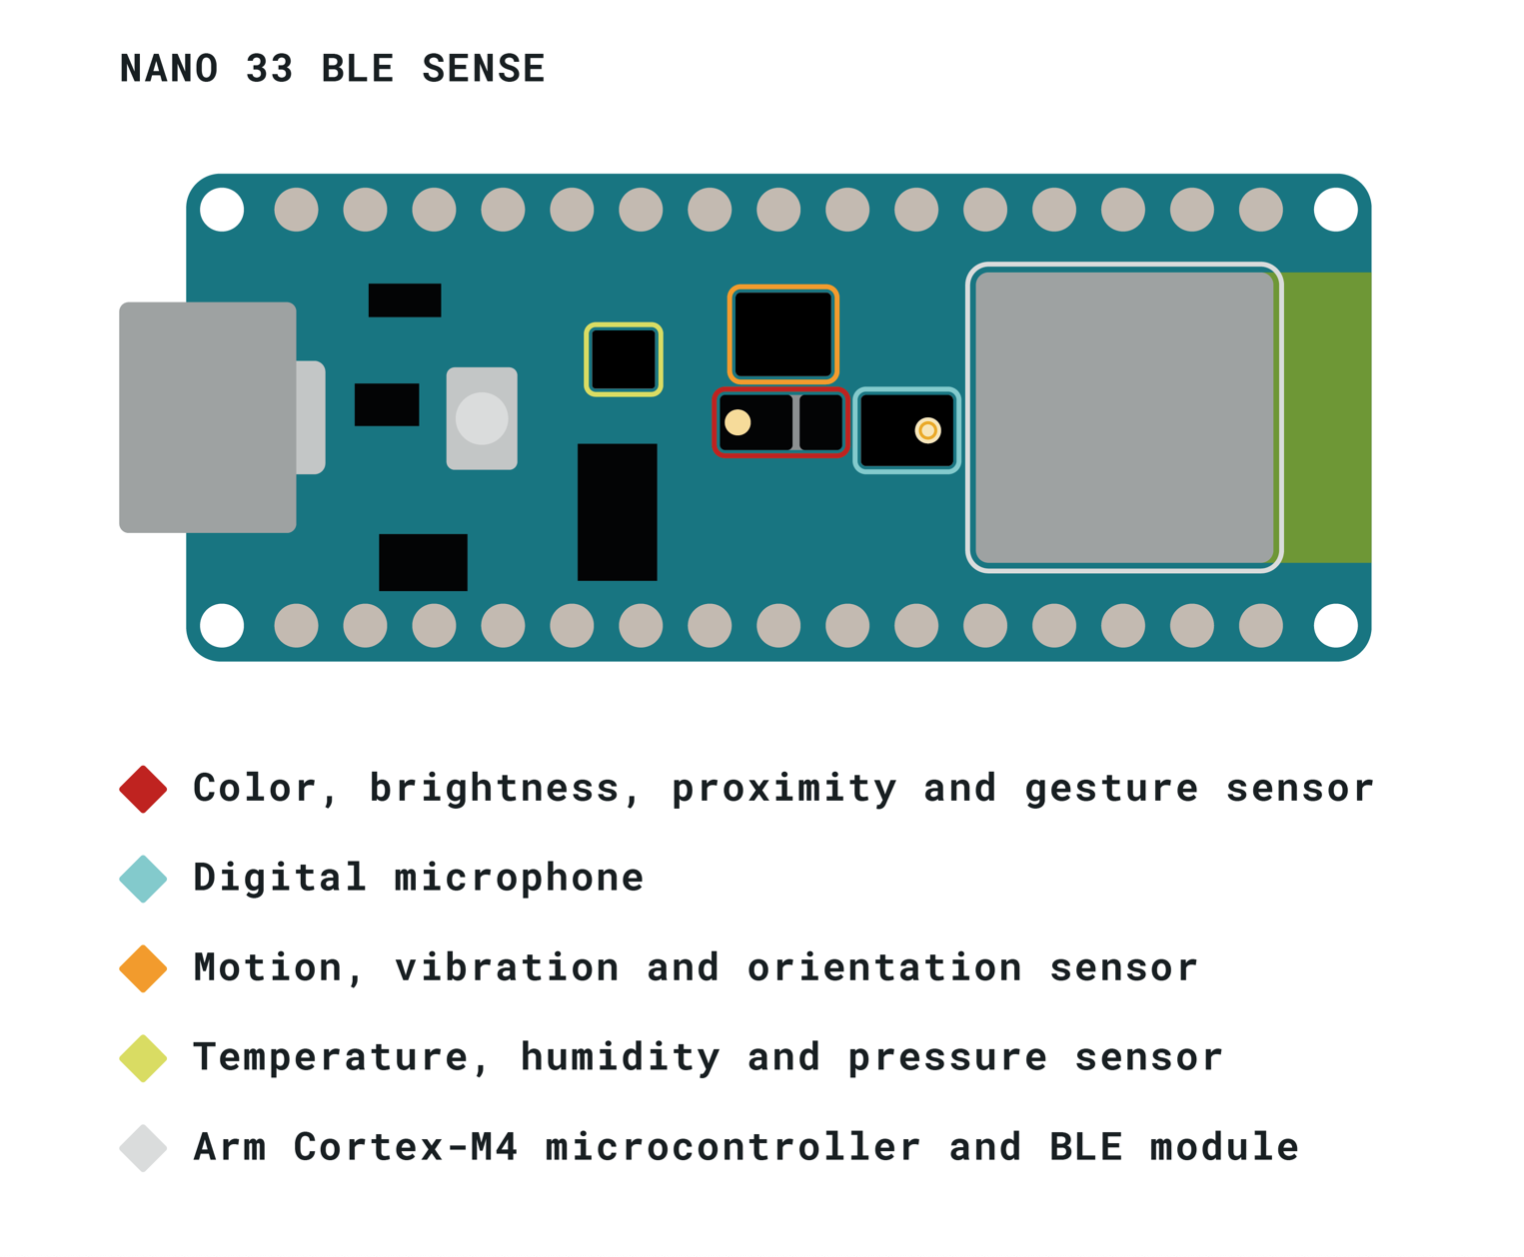 NANO 33 BLE SENSE
Color, brightness, proximity and gesture sensor
Digital microphone
Motion, vibration and orientation sensor
Temperature, humidity and pressure sensor
Arm Cortex-M4 microcontroller and BLE module